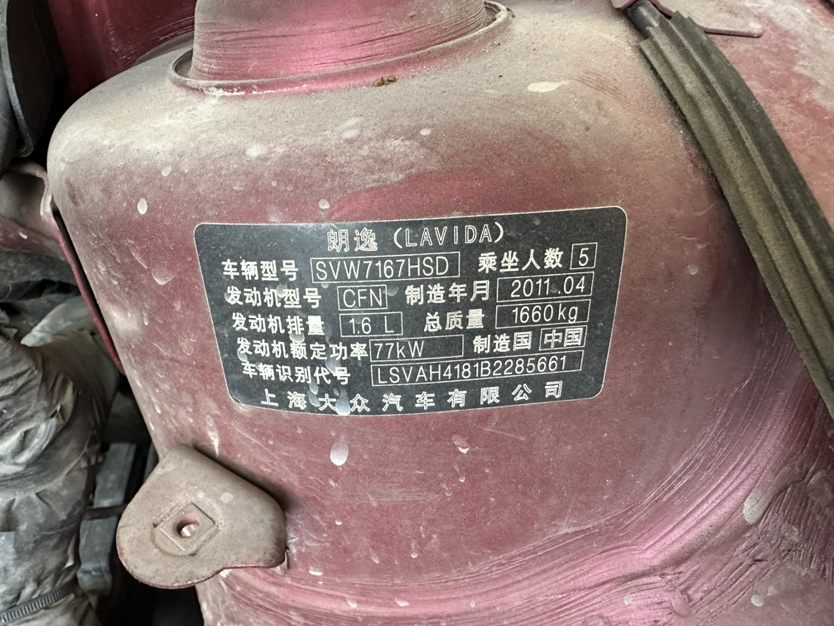 朗逸（LAVIDA）
车辆型号 SVW7167HSD 乘坐人数 5
发动机型号 CFN 制造年月 2011.04
发动机排量 1.6 L 总质量 1660kg
发动机额定功率 77kW 制造国 中国
车辆识别代号 LSVAH4181B2285661
上海大众汽车有限公司